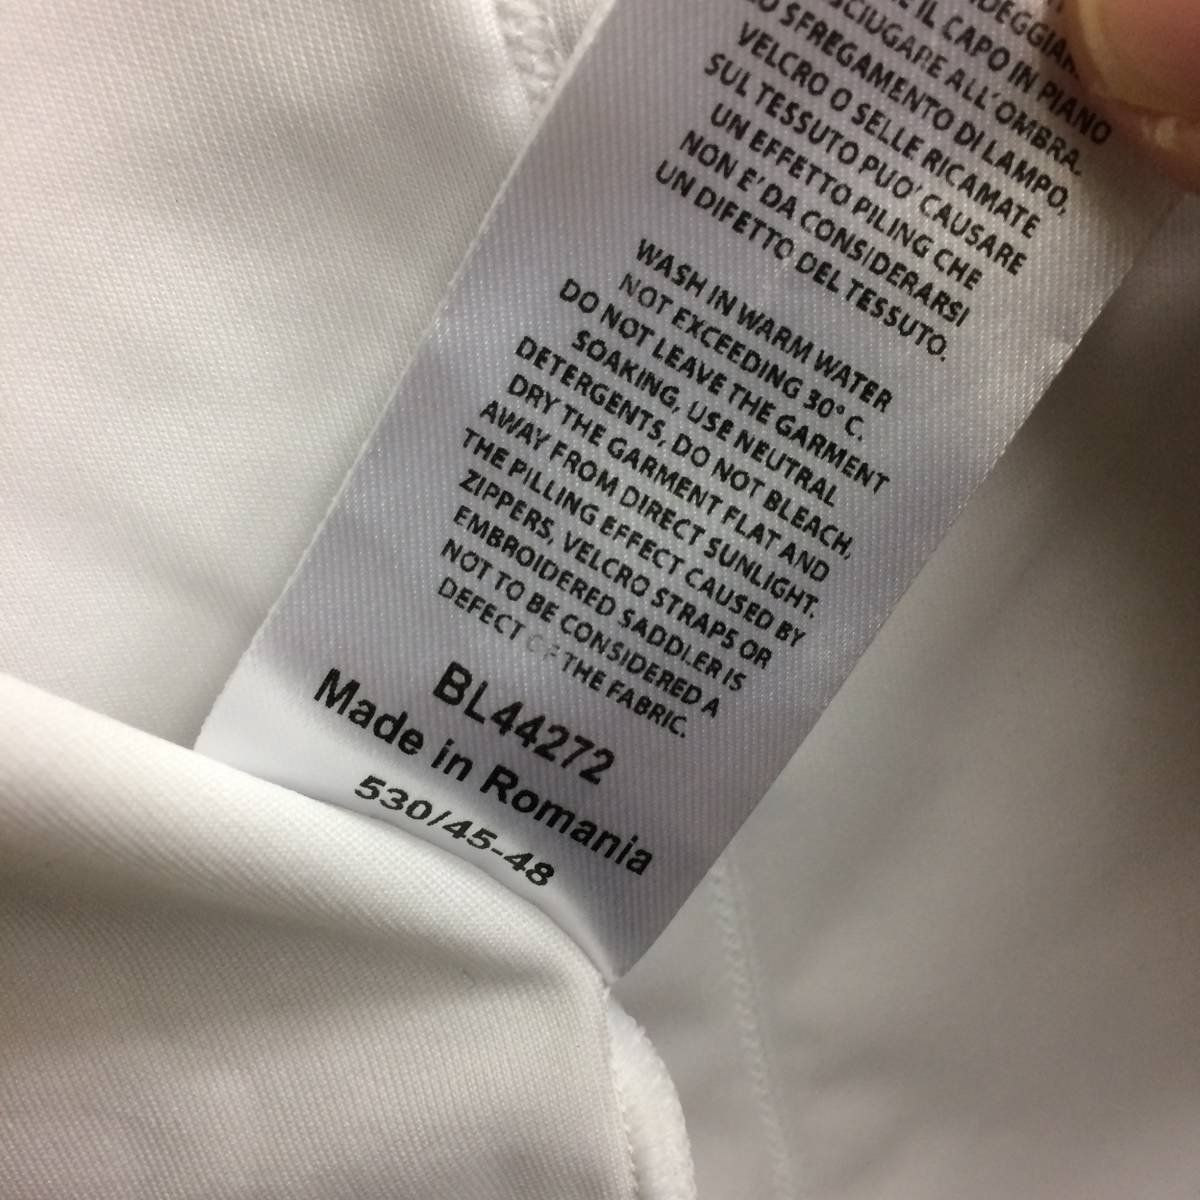 IL CAPO IN PIANO
ALL'OMBRA.
SFREGAMENTO DI LAMPO,
VELCRO O SELLE RICAMATE
SUL TESSUTO PUO' CAUSARE
UN EFFETTO PILING CHE
NON E' DA CONSIDERARSI
UN DIFETTO DEL TESSUTO.
WASH IN WARM WATER
NOT EXCEEDING 30° C.
DO NOT LEAVE THE GARMENT
SOAKING, USE NEUTRAL
DETERGENTS, DO NOT BLEACH,
DRY THE GARMENT FLAT AND
AWAY FROM DIRECT SUNLIGHT.
THE PILLING EFFECT CAUSED BY
ZIPPERS, VELCRO STRAPS OR
EMBROIDERED SADDLER IS
NOT TO BE CONSIDERED A
DEFECT OF THE FABRIC.
BL44272
Made in Romania
530/45-48